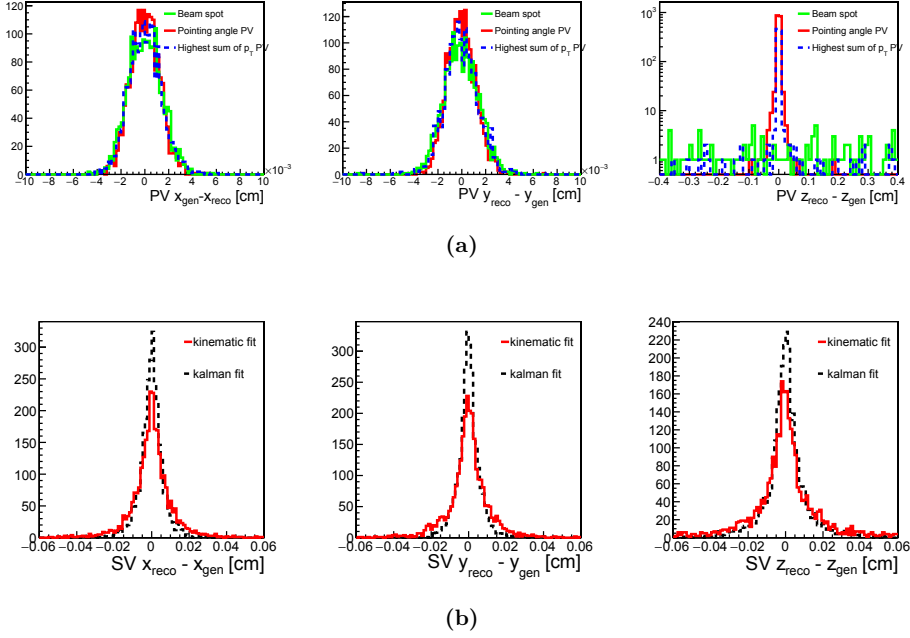 120
100
80
60
40
20
0
Beam spot
Pointing angle PV
Highest sum of p_T PV
−10 −8 −6 −4 −2 0 2 4 6 8 10
×10⁻³
PV x_gen-x_reco [cm]
120
100
80
60
40
20
0
Beam spot
Pointing angle PV
Highest sum of p_T PV
−10 −8 −6 −4 −2 0 2 4 6 8 10
×10⁻³
PV y_reco - y_gen [cm]
10³
10²
10
1
Beam spot
Pointing angle PV
Highest sum of p_T PV
−0.4 −0.3 −0.2 −0.1 0 0.1 0.2 0.3 0.4
PV z_reco - z_gen [cm]
(a)
300
250
200
150
100
50
0
kinematic fit
kalman fit
−0.06 −0.04 −0.02 0 0.02 0.04 0.06
SV x_reco - x_gen [cm]
300
250
200
150
100
50
0
kinematic fit
kalman fit
−0.06 −0.04 −0.02 0 0.02 0.04 0.06
SV y_reco - y_gen [cm]
240
220
200
180
160
140
120
100
80
60
40
20
0
kinematic fit
kalman fit
−0.06 −0.04 −0.02 0 0.02 0.04 0.06
SV z_reco - z_gen [cm]
(b)